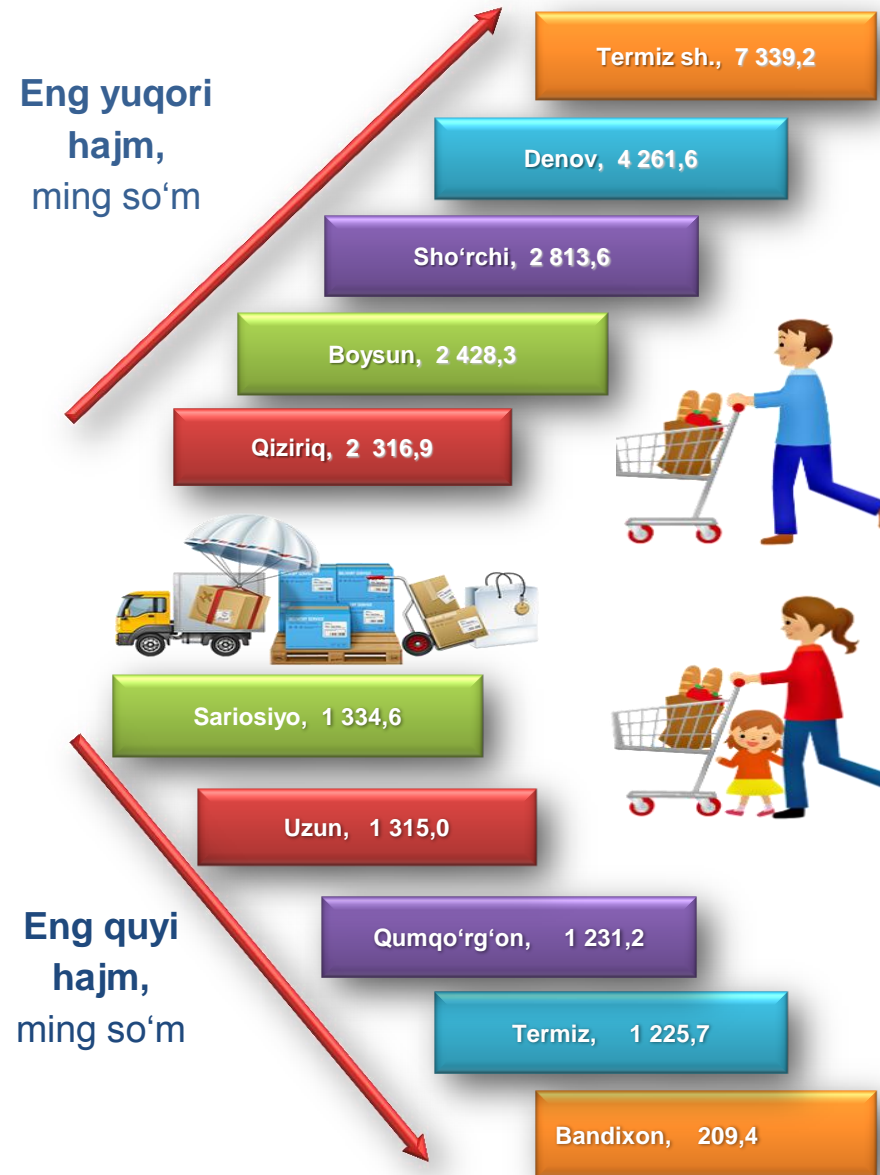 Eng yuqori
hajm,
ming so‘m
Termiz sh., 7 339,2
Denov, 4 261,6
Sho‘rchi, 2 813,6
Boysun, 2 428,3
Qiziriq, 2 316,9
Sariosiyo, 1 334,6
Uzun, 1 315,0
Eng quyi
hajm,
ming so‘m
Qumqo‘rg‘on, 1 231,2
Termiz, 1 225,7
Bandixon, 209,4